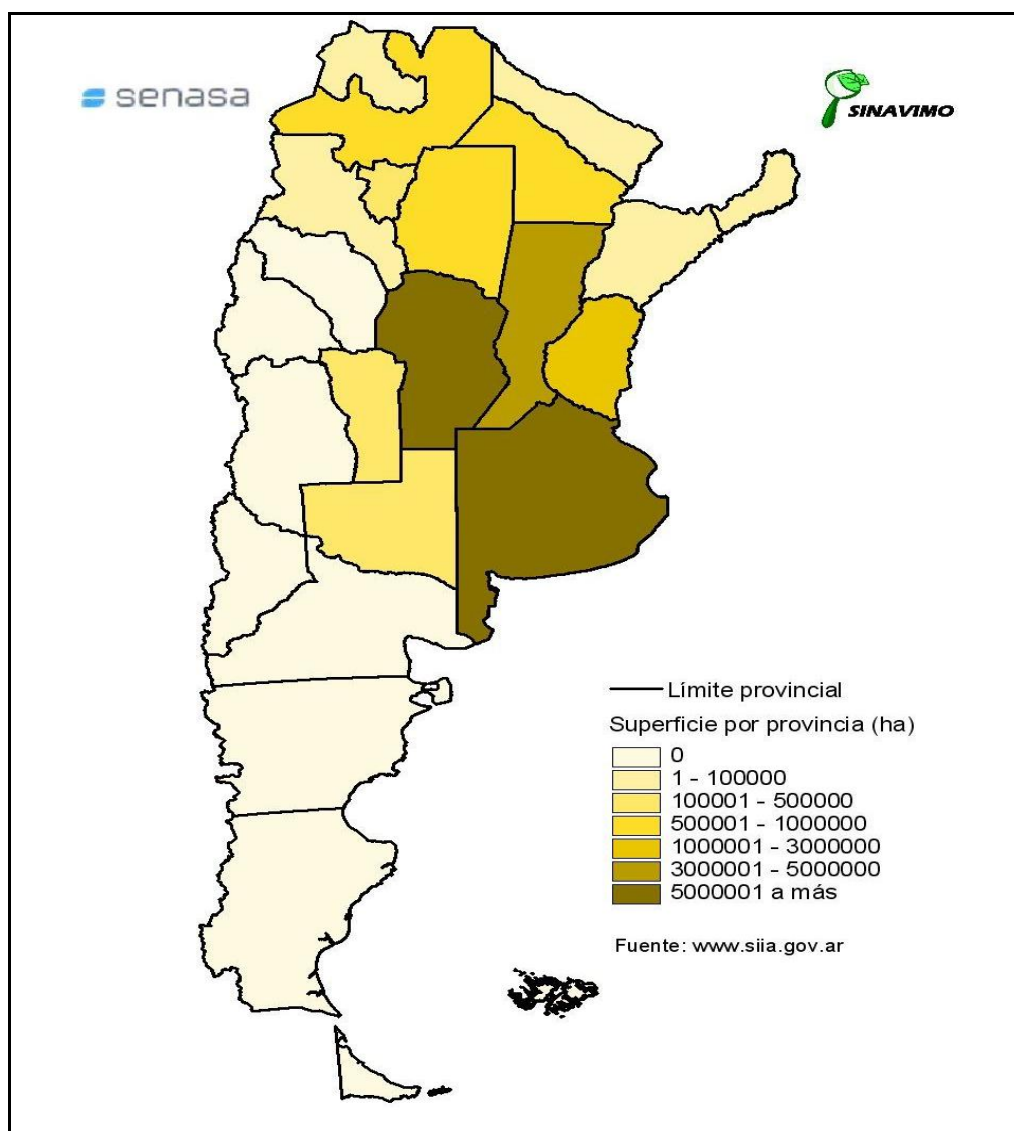 senasa
SINAVIMO
Límite provincial
Superficie por provincia (ha)
0
1 - 100000
100001 - 500000
500001 - 1000000
1000001 - 3000000
3000001 - 5000000
5000001 a más
Fuente: www.siia.gov.ar